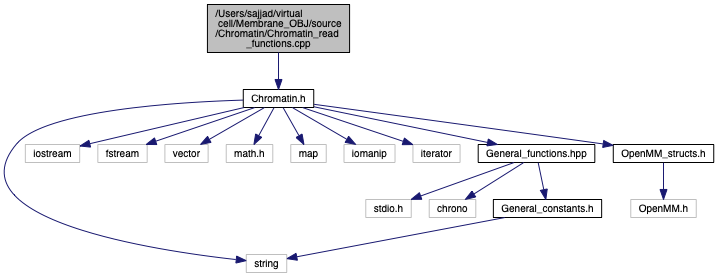 /Users/sajjad/virtual
cell/Membrane_OBJ/source
/Chromatin/Chromatin_read
_functions.cpp
Chromatin.h
iostream
fstream
vector
math.h
map
iomanip
iterator
General_functions.hpp
OpenMM_structs.h
stdio.h
chrono
General_constants.h
OpenMM.h
string